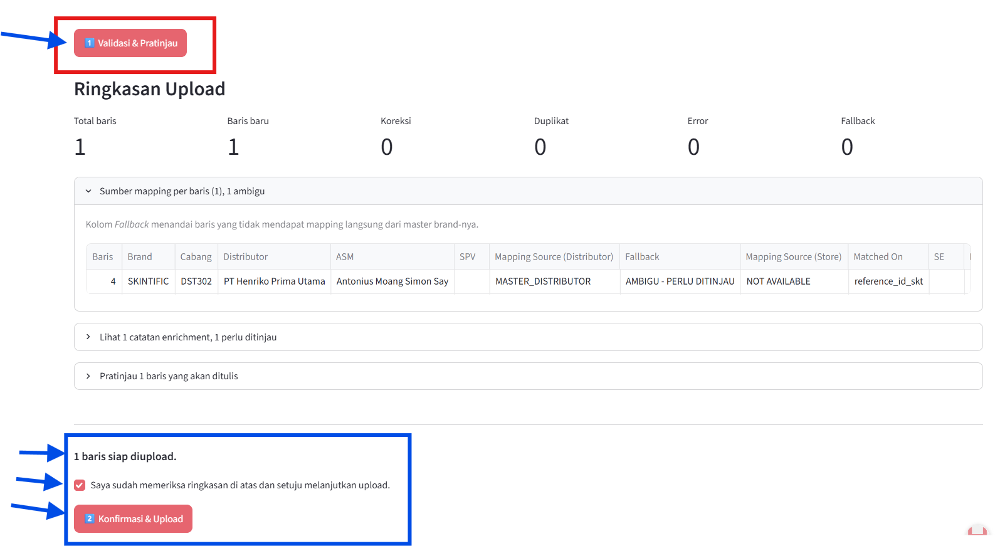 1 Validasi & Pratinjau
Ringkasan Upload
Total baris Baris baru Koreksi Duplikat Error Fallback
1 1 0 0 0 0
Sumber mapping per baris (1), 1 ambigu
Kolom Fallback menandai baris yang tidak mendapat mapping langsung dari master brand-nya.
Baris Brand Cabang Distributor ASM SPV Mapping Source (Distributor) Fallback Mapping Source (Store) Matched On SE
4 SKINTIFIC DST302 PT Henriko Prima Utama Antonius Moang Simon Say MASTER_DISTRIBUTOR AMBIGU - PERLU DITINJAU NOT AVAILABLE reference_id_skt
Lihat 1 catatan enrichment, 1 perlu ditinjau
Pratinjau 1 baris yang akan ditulis
1 baris siap diupload.
Saya sudah memeriksa ringkasan di atas dan setuju melanjutkan upload.
2 Konfirmasi & Upload